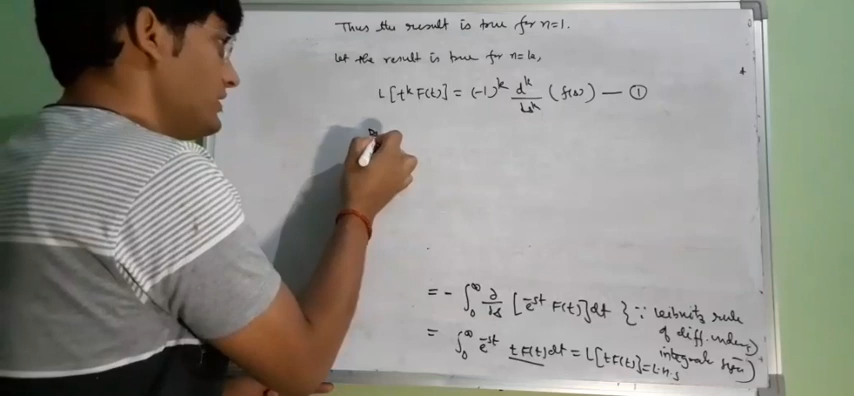 Thus the result is true for n=1.
Let the result is true for n=k,
L[t^k F(t)] = (-1)^k d^k/ds^k (f(s)) — ①
= - ∫₀^∞ ∂/∂s [e^-st F(t)]dt {∵ Leibnitz rule
of diff. under
= ∫₀^∞ e^-st t F(t)dt = L[tF(t)] = L.H.S
integral sign}